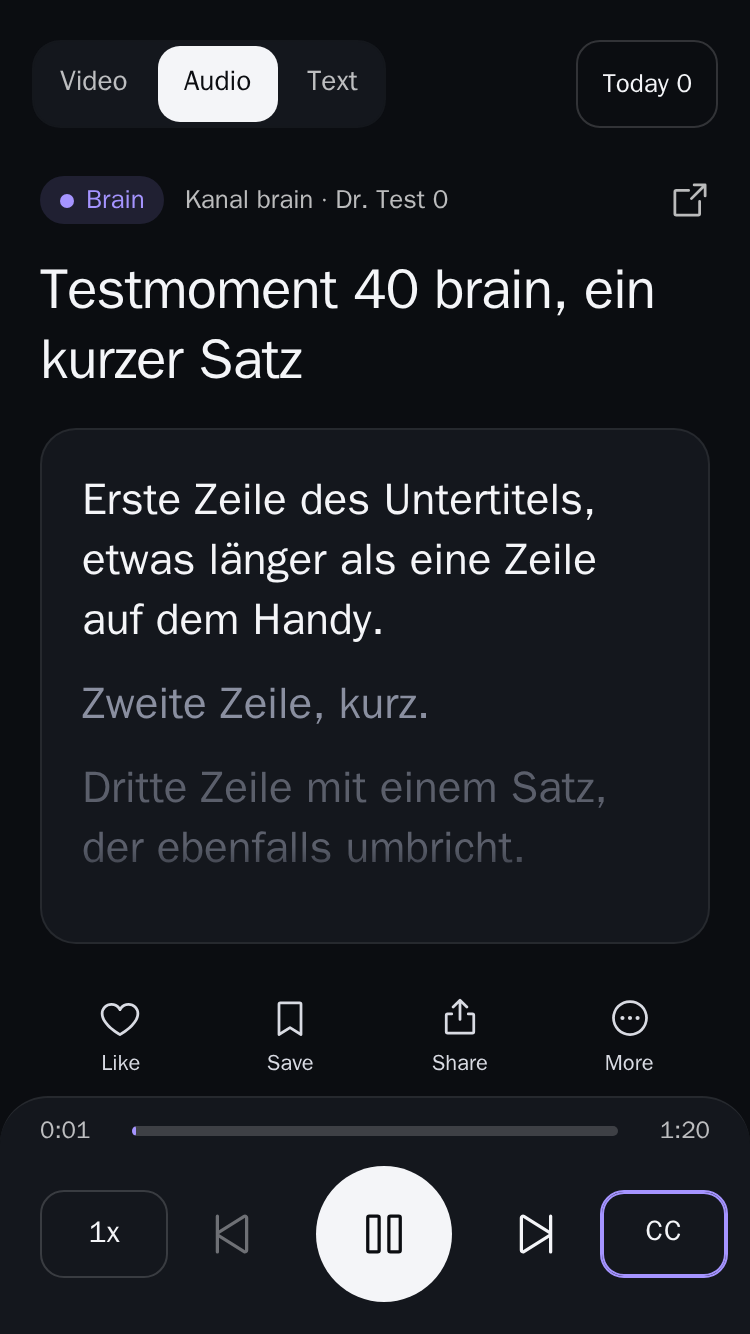 Video Audio Text Today 0
Brain Kanal brain · Dr. Test 0
Testmoment 40 brain, ein
kurzer Satz
Erste Zeile des Untertitels,
etwas länger als eine Zeile
auf dem Handy.
Zweite Zeile, kurz.
Dritte Zeile mit einem Satz,
der ebenfalls umbricht.
Like Save Share More
0:01 1:20
1x CC